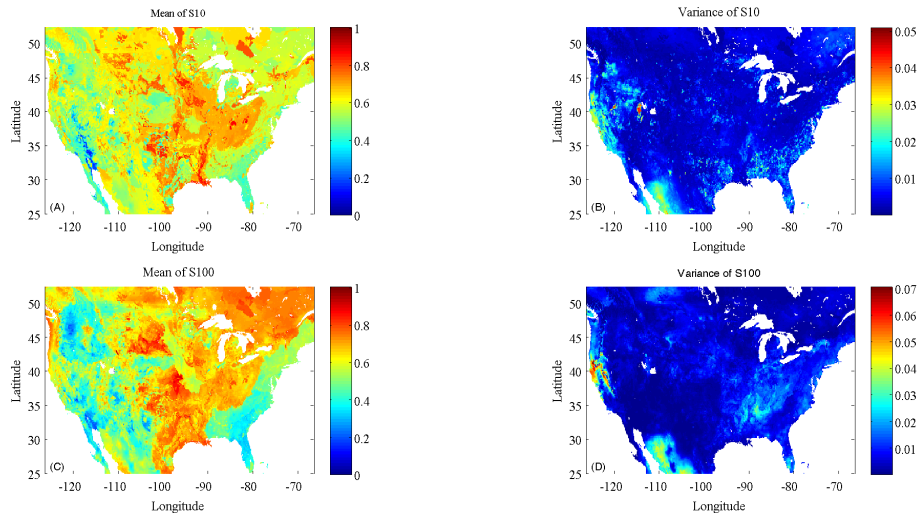 Mean of S10
Latitude
50
45
40
35
30
25
(A)
-120 -110 -100 -90 -80 -70
Longitude
1
0.8
0.6
0.4
0.2
0
Variance of S10
Latitude
50
45
40
35
30
25
(B)
-120 -110 -100 -90 -80 -70
Longitude
0.05
0.04
0.03
0.02
0.01
Mean of S100
Latitude
50
45
40
35
30
25
(C)
-120 -110 -100 -90 -80 -70
Longitude
1
0.8
0.6
0.4
0.2
0
Variance of S100
Latitude
50
45
40
35
30
25
(D)
-120 -110 -100 -90 -80 -70
Longitude
0.07
0.06
0.05
0.04
0.03
0.02
0.01